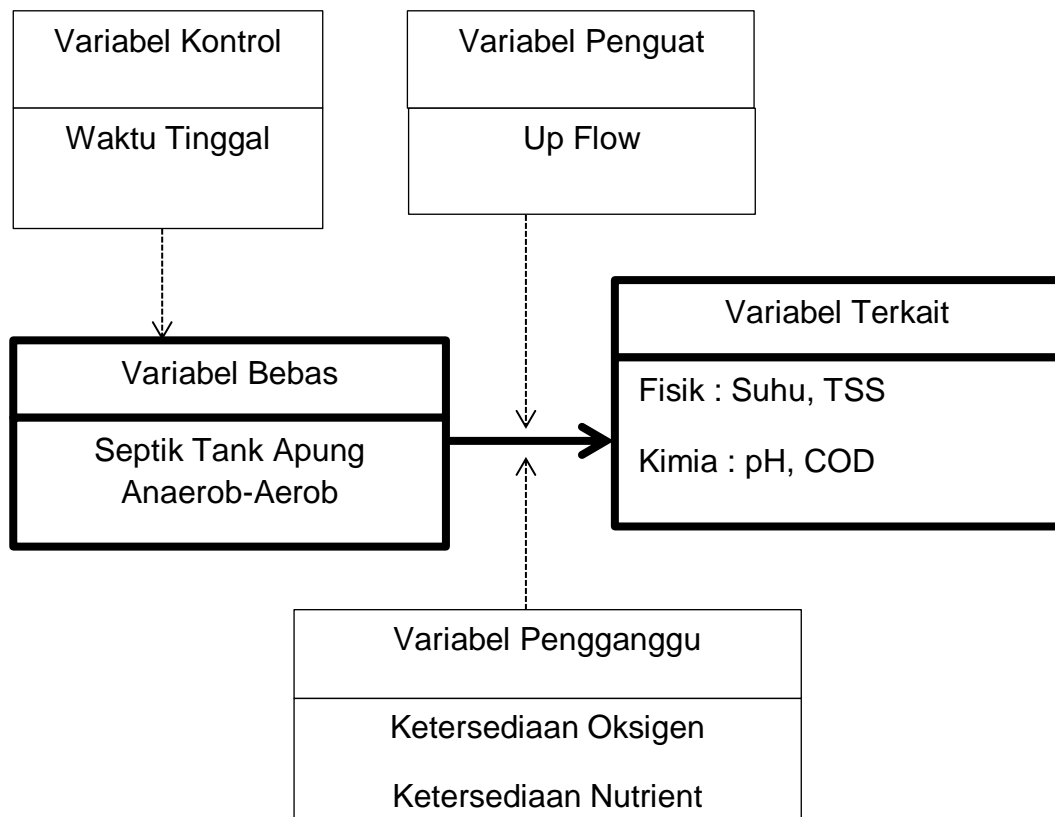 Variabel Kontrol
Waktu Tinggal
Variabel Penguat
Up Flow
Variabel Terkait
Fisik : Suhu, TSS
Kimia : pH, COD
Variabel Bebas
Septik Tank Apung
Anaerob-Aerob
Variabel Pengganggu
Ketersediaan Oksigen
Ketersediaan Nutrient